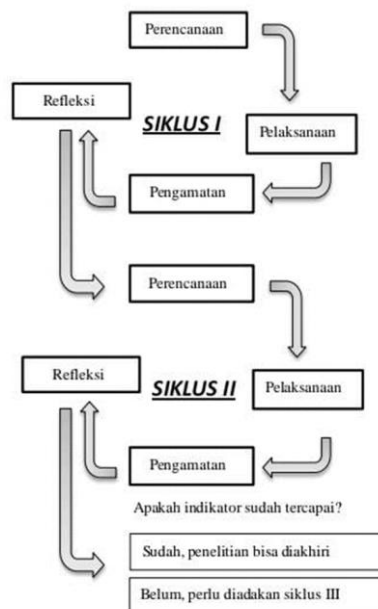 Perencanaan
Refleksi
SIKLUS I
Pelaksanaan
Pengamatan
Perencanaan
Refleksi
SIKLUS II
Pelaksanaan
Pengamatan
Apakah indikator sudah tercapai?
Sudah, penelitian bisa diakhiri
Belum, perlu diadakan siklus III